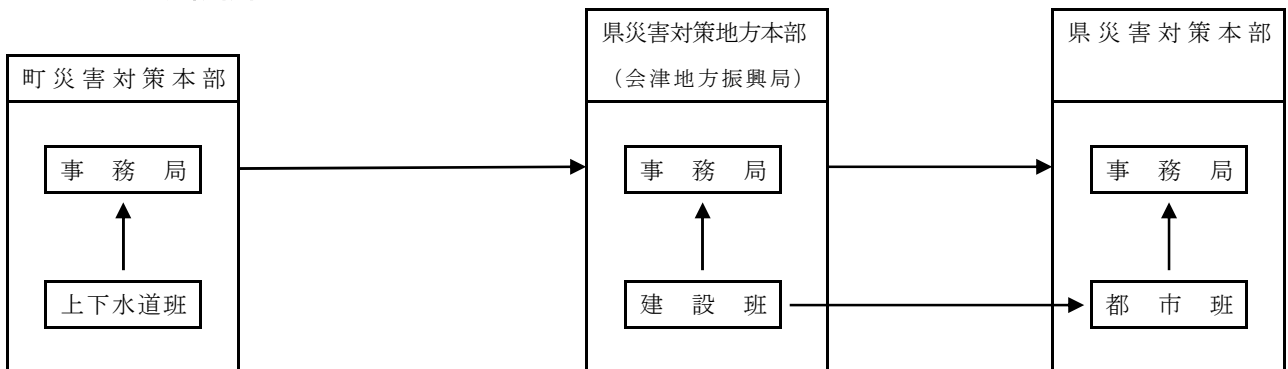 町災害対策本部
事務局
上下水道班
県災害対策地方本部
（会津地方振興局）
事務局
建設班
県災害対策本部
事務局
都市班